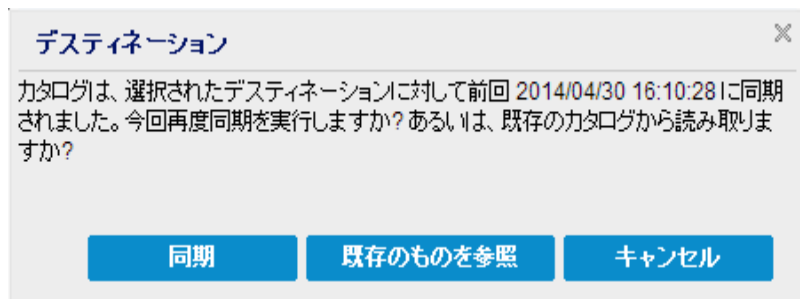 デスティネーション
カタログは、選択されたデスティネーションに対して前回 2014/04/30 16:10:28 に同期
されました。今回再度同期を実行しますか? あるいは、既存のカタログから読み取りま
すか?
同期 既存のものを参照 キャンセル